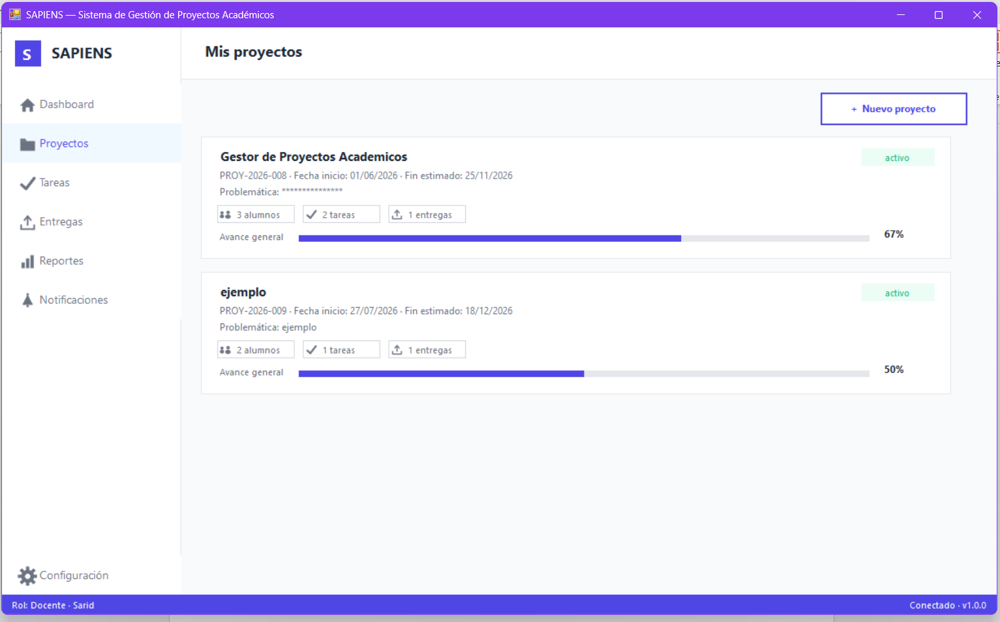 SAPIENS — Sistema de Gestión de Proyectos Académicos
S SAPIENS
Mis proyectos
Dashboard
Proyectos
Tareas
Entregas
Reportes
Notificaciones
+ Nuevo proyecto
Gestor de Proyectos Academicos
activo
PROY-2026-008 · Fecha inicio: 01/06/2026 · Fin estimado: 25/11/2026
Problemática: ***************
3 alumnos
2 tareas
1 entregas
Avance general
67%
ejemplo
activo
PROY-2026-009 · Fecha inicio: 27/07/2026 · Fin estimado: 18/12/2026
Problemática: ejemplo
2 alumnos
1 tareas
1 entregas
Avance general
50%
Configuración
Rol: Docente · Sarid
Conectado · v1.0.0